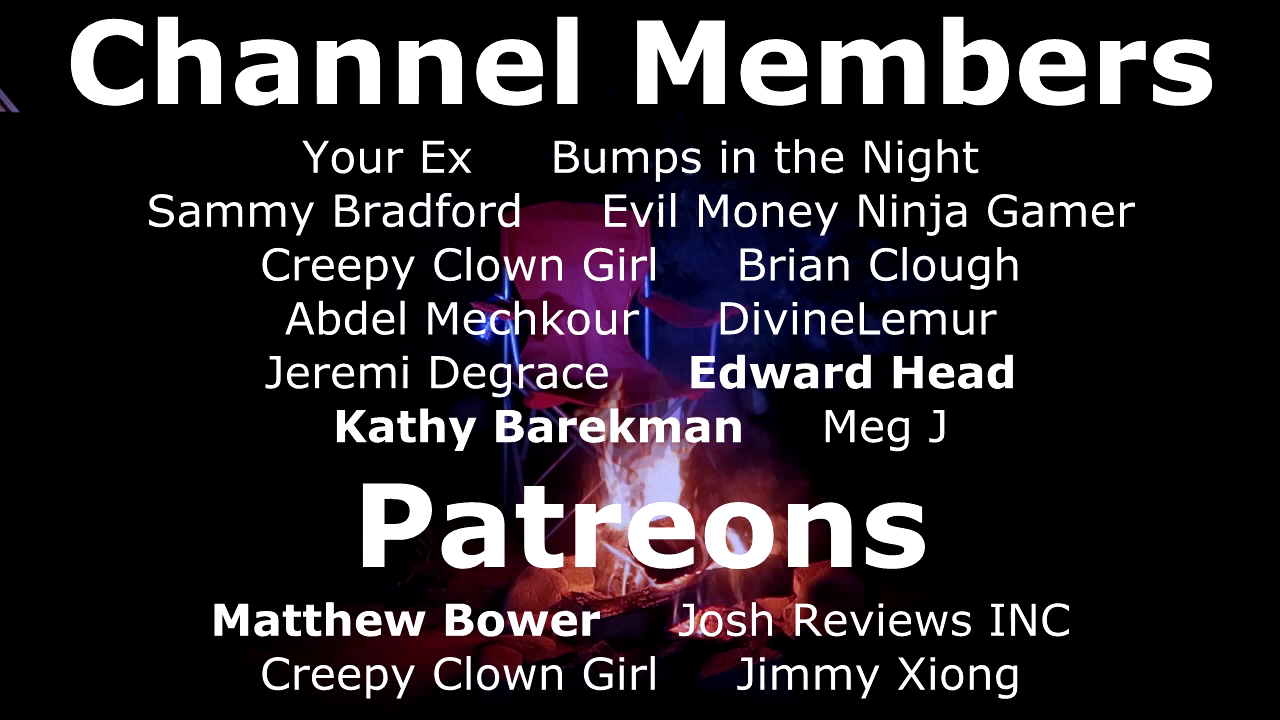 Channel Members
Your Ex Bumps in the Night
Sammy Bradford Evil Money Ninja Gamer
Creepy Clown Girl Brian Clough
Abdel Mechkour DivineLemur
Jeremi Degrace Edward Head
Kathy Barekman Meg J
Patreons
Matthew Bower Josh Reviews INC
Creepy Clown Girl Jimmy Xiong